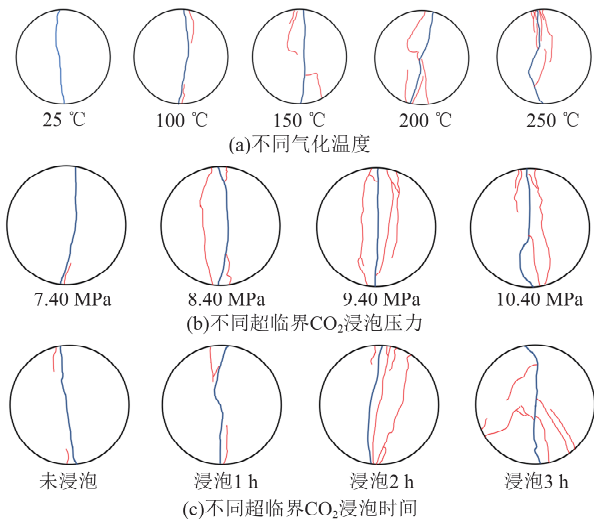 25 ℃ 100 ℃ 150 ℃ 200 ℃ 250 ℃
(a)不同气化温度
7.40 MPa 8.40 MPa 9.40 MPa 10.40 MPa
(b)不同超临界CO₂浸泡压力
未浸泡 浸泡1 h 浸泡2 h 浸泡3 h
(c)不同超临界CO₂浸泡时间